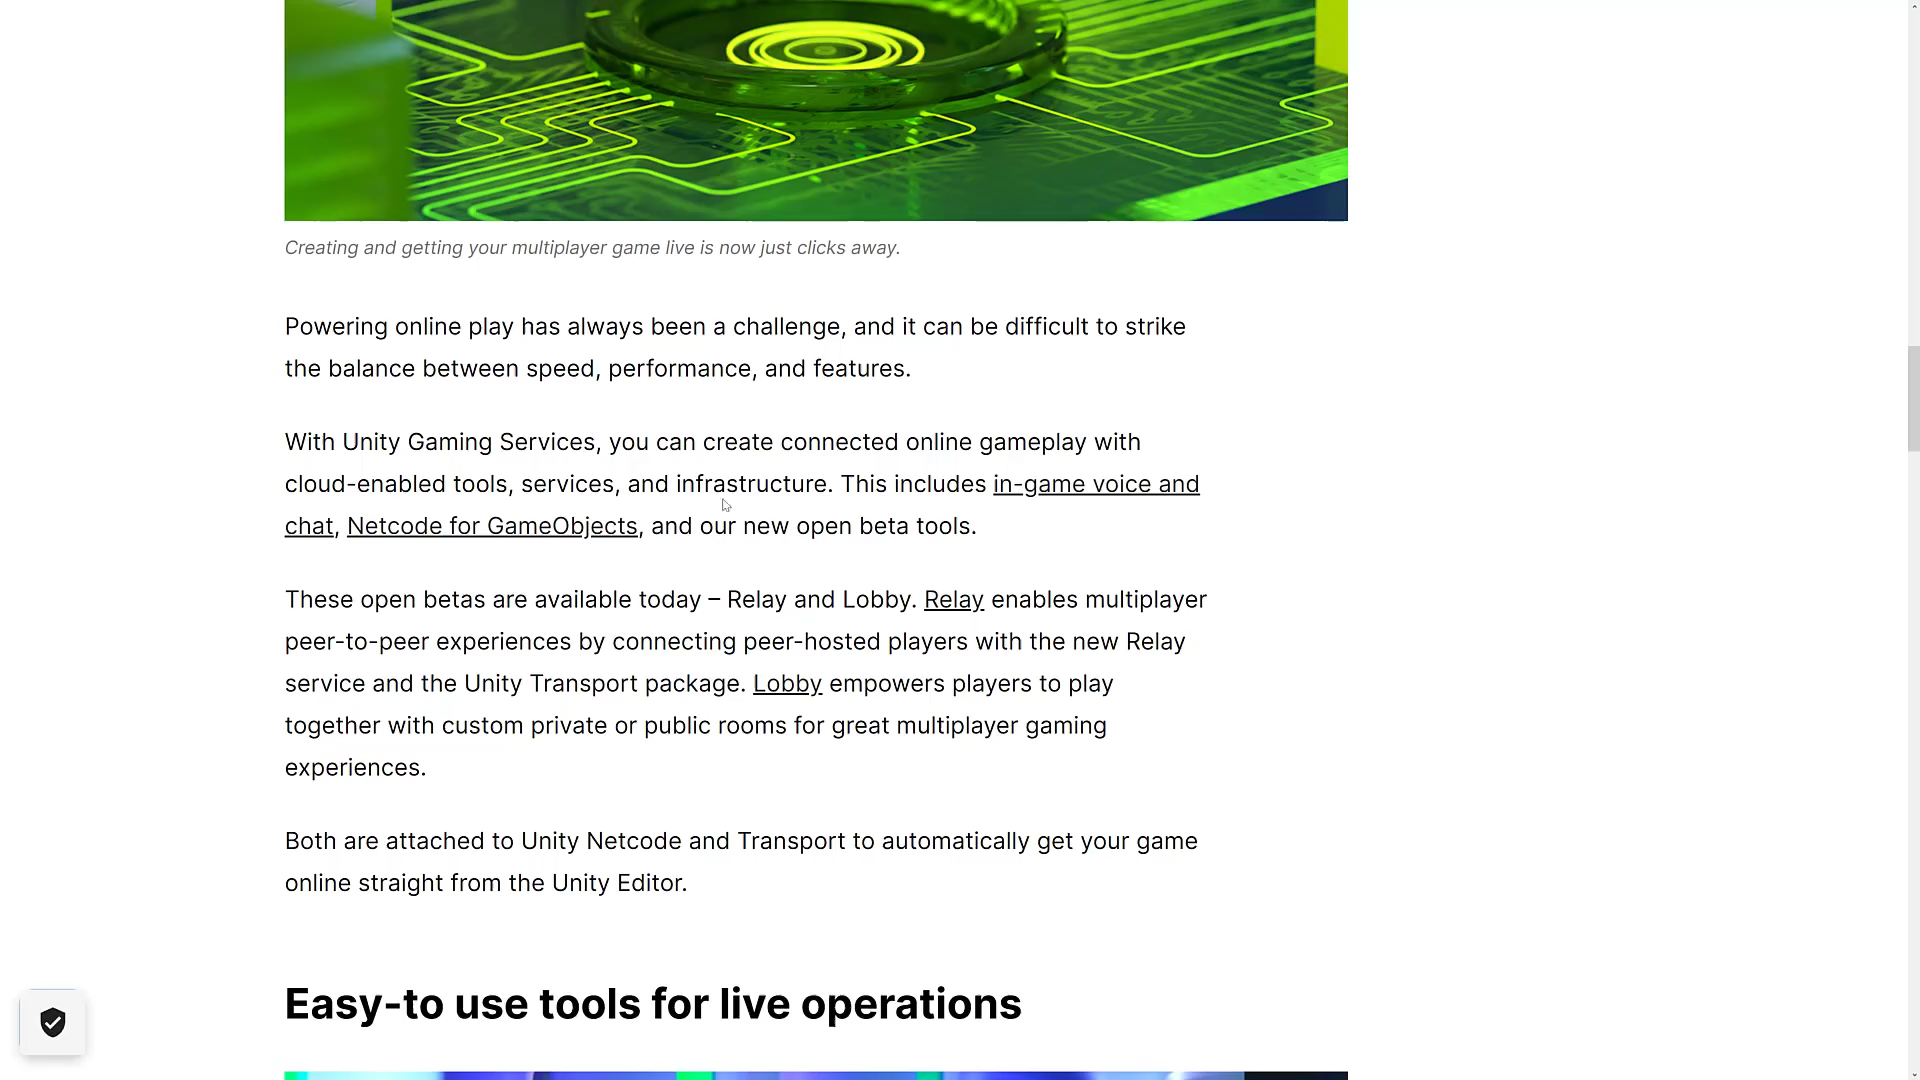 Creating and getting your multiplayer game live is now just clicks away.
Powering online play has always been a challenge, and it can be difficult to strike
the balance between speed, performance, and features.
With Unity Gaming Services, you can create connected online gameplay with
cloud-enabled tools, services, and infrastructure. This includes in-game voice and
chat, Netcode for GameObjects, and our new open beta tools.
These open betas are available today – Relay and Lobby. Relay enables multiplayer
peer-to-peer experiences by connecting peer-hosted players with the new Relay
service and the Unity Transport package. Lobby empowers players to play
together with custom private or public rooms for great multiplayer gaming
experiences.
Both are attached to Unity Netcode and Transport to automatically get your game
online straight from the Unity Editor.
Easy-to use tools for live operations